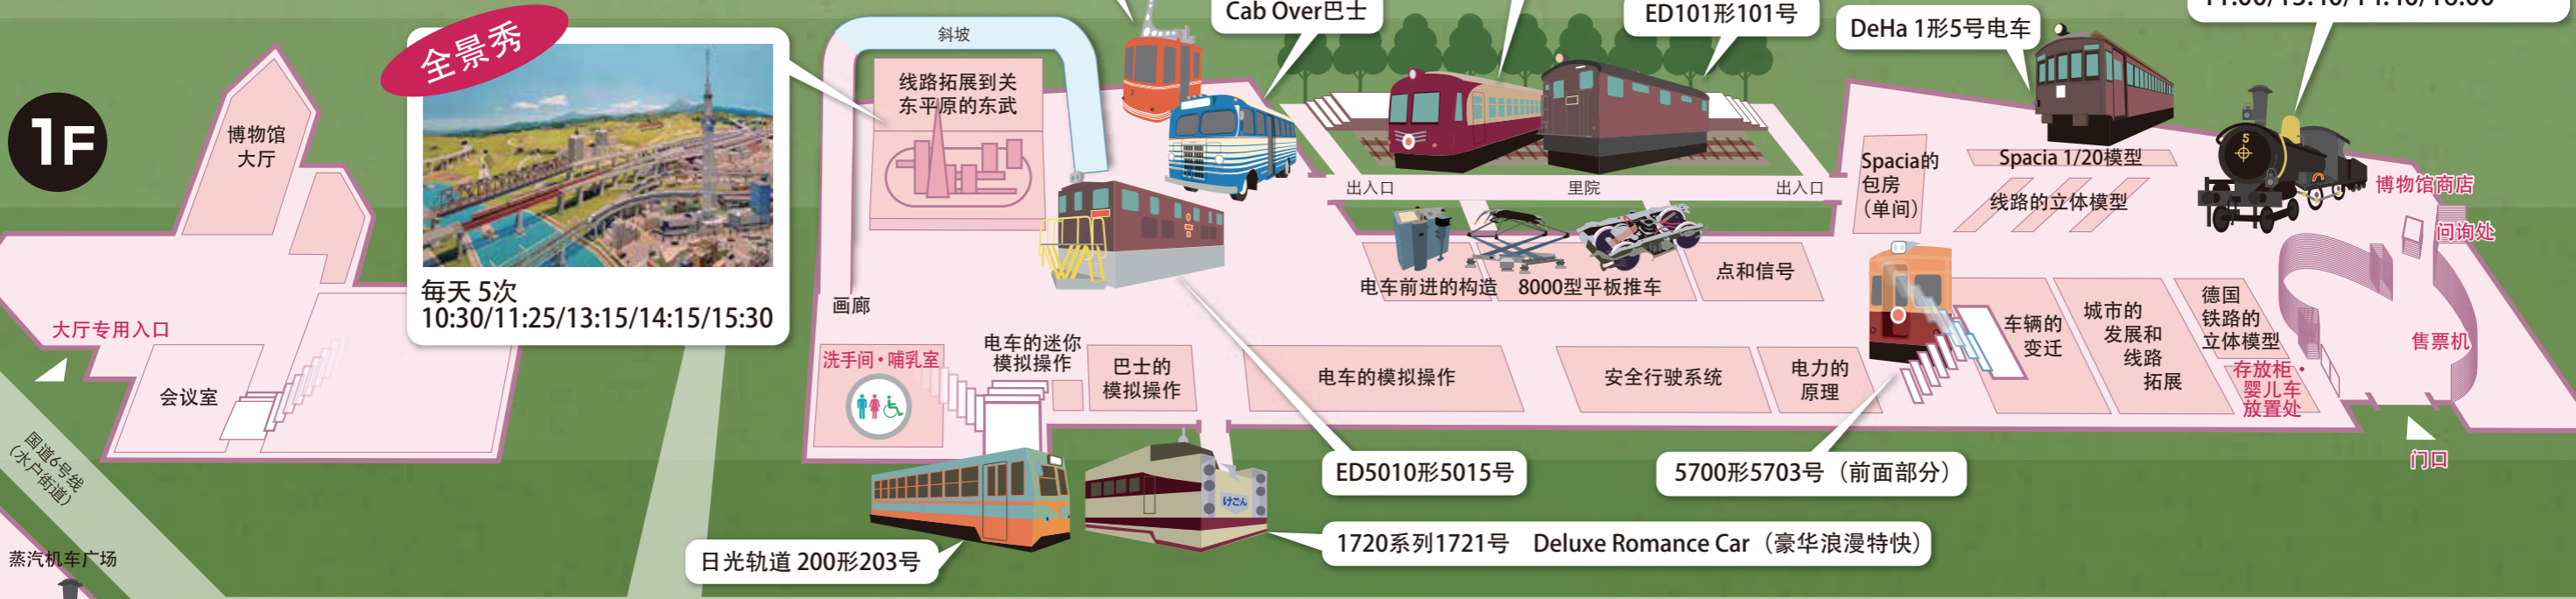 Cab Over巴士
ED101形101号
DeHa 1形5号电车
全景秀
斜坡
线路拓展到关
东平原的东武
1F
博物馆
大厅
每天 5次
10:30/11:25/13:15/14:15/15:30
大厅专用入口
会议室
国道6号线
(水户街道)
蒸汽机车广场
画廊
洗手间・哺乳室
电车的迷你
模拟操作
巴士的
模拟操作
电车的模拟操作
安全行驶系统
电力的
原理
出入口
里院
出入口
电车前进的构造
8000型平板推车
点和信号
Spacia的
包房
(单间)
Spacia 1/20模型
线路的立体模型
5
博物馆商店
问询处
车辆的
变迁
城市的
发展和
线路
拓展
德国
铁路的
立体模型
存放柜・
婴儿车
放置处
售票机
门口
ED5010形5015号
5700形5703号（前面部分）
けごん
1720系列1721号 Deluxe Romance Car（豪华浪漫特快）
日光轨道 200形203号